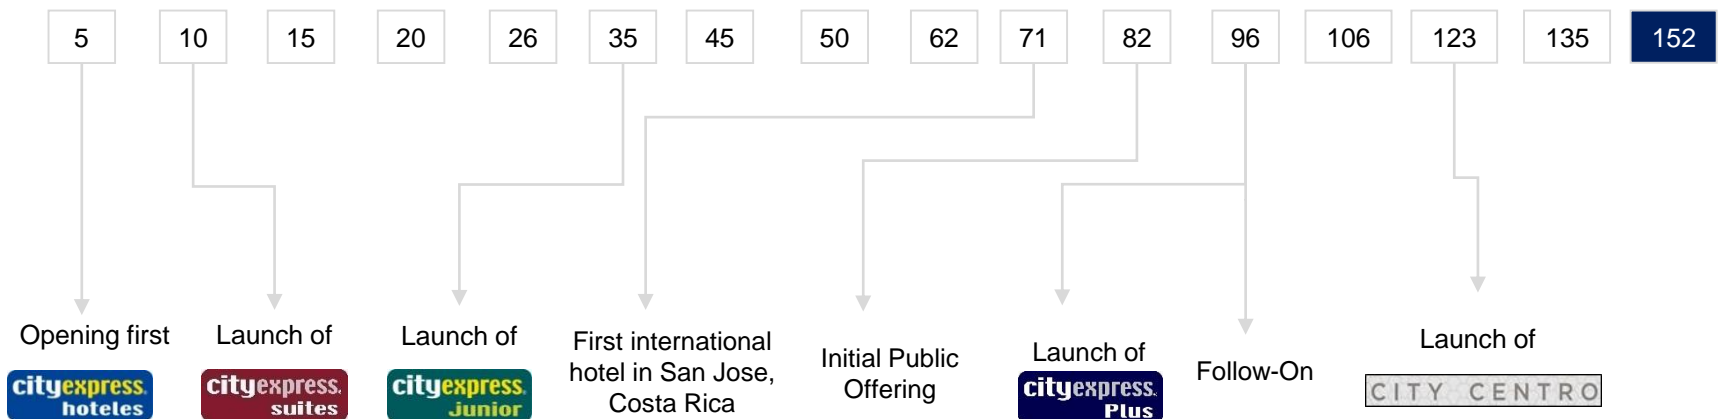 5 10 15 20 26 35 45 50 62 71 82 96 106 123 135 152
Opening first
cityexpress.
hoteles
Launch of
cityexpress.
suites
Launch of
cityexpress.
Junior
First international
hotel in San Jose,
Costa Rica
Initial Public
Offering
Launch of
cityexpress.
Plus
Follow-On
Launch of
CITY CENTRO